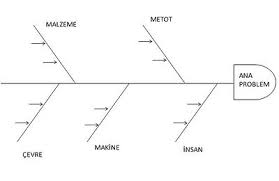 MALZEME
METOT
ANA
PROBLEM
ÇEVRE
MAKİNE
İNSAN